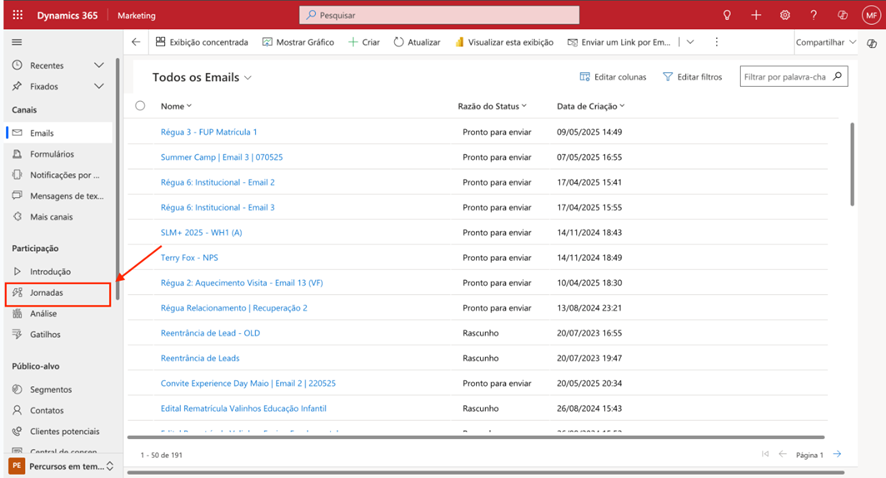 Dynamics 365 Marketing Pesquisar MF
Exibição concentrada Mostrar Gráfico Criar Atualizar Visualizar esta exibição Enviar um Link por Em... Compartilhar
Recentes
Fixados
Canais
Emails
Formulários
Notificações por ...
Mensagens de tex...
Mais canais
Participação
Introdução
Jornadas
Análise
Gatilhos
Público-alvo
Segmentos
Contatos
Clientes potenciais
Central de consen
PE Percursos em tem...
Todos os Emails Editar colunas Editar filtros Filtrar por palavra-cha
Nome Razão do Status Data de Criação
Régua 3 - FUP Matrícula 1 Pronto para enviar 09/05/2025 14:49
Summer Camp | Email 3 | 070525 Pronto para enviar 07/05/2025 16:55
Régua 6: Institucional - Email 2 Pronto para enviar 17/04/2025 15:41
Régua 6: Institucional - Email 3 Pronto para enviar 17/04/2025 15:55
SLM+ 2025 - WH1 (A) Pronto para enviar 14/11/2024 18:43
Terry Fox - NPS Pronto para enviar 14/11/2024 18:49
Régua 2: Aquecimento Visita - Email 13 (VF) Pronto para enviar 10/04/2025 18:30
Régua Relacionamento | Recuperação 2 Pronto para enviar 13/08/2024 23:21
Reentrância de Lead - OLD Rascunho 20/07/2023 16:55
Reentrância de Leads Rascunho 20/07/2023 19:47
Convite Experience Day Maio | Email 2 | 220525 Pronto para enviar 20/05/2025 20:34
Edital Rematrícula Valinhos Educação Infantil Rascunho 26/08/2024 15:43
1 - 50 de 191 Página 1